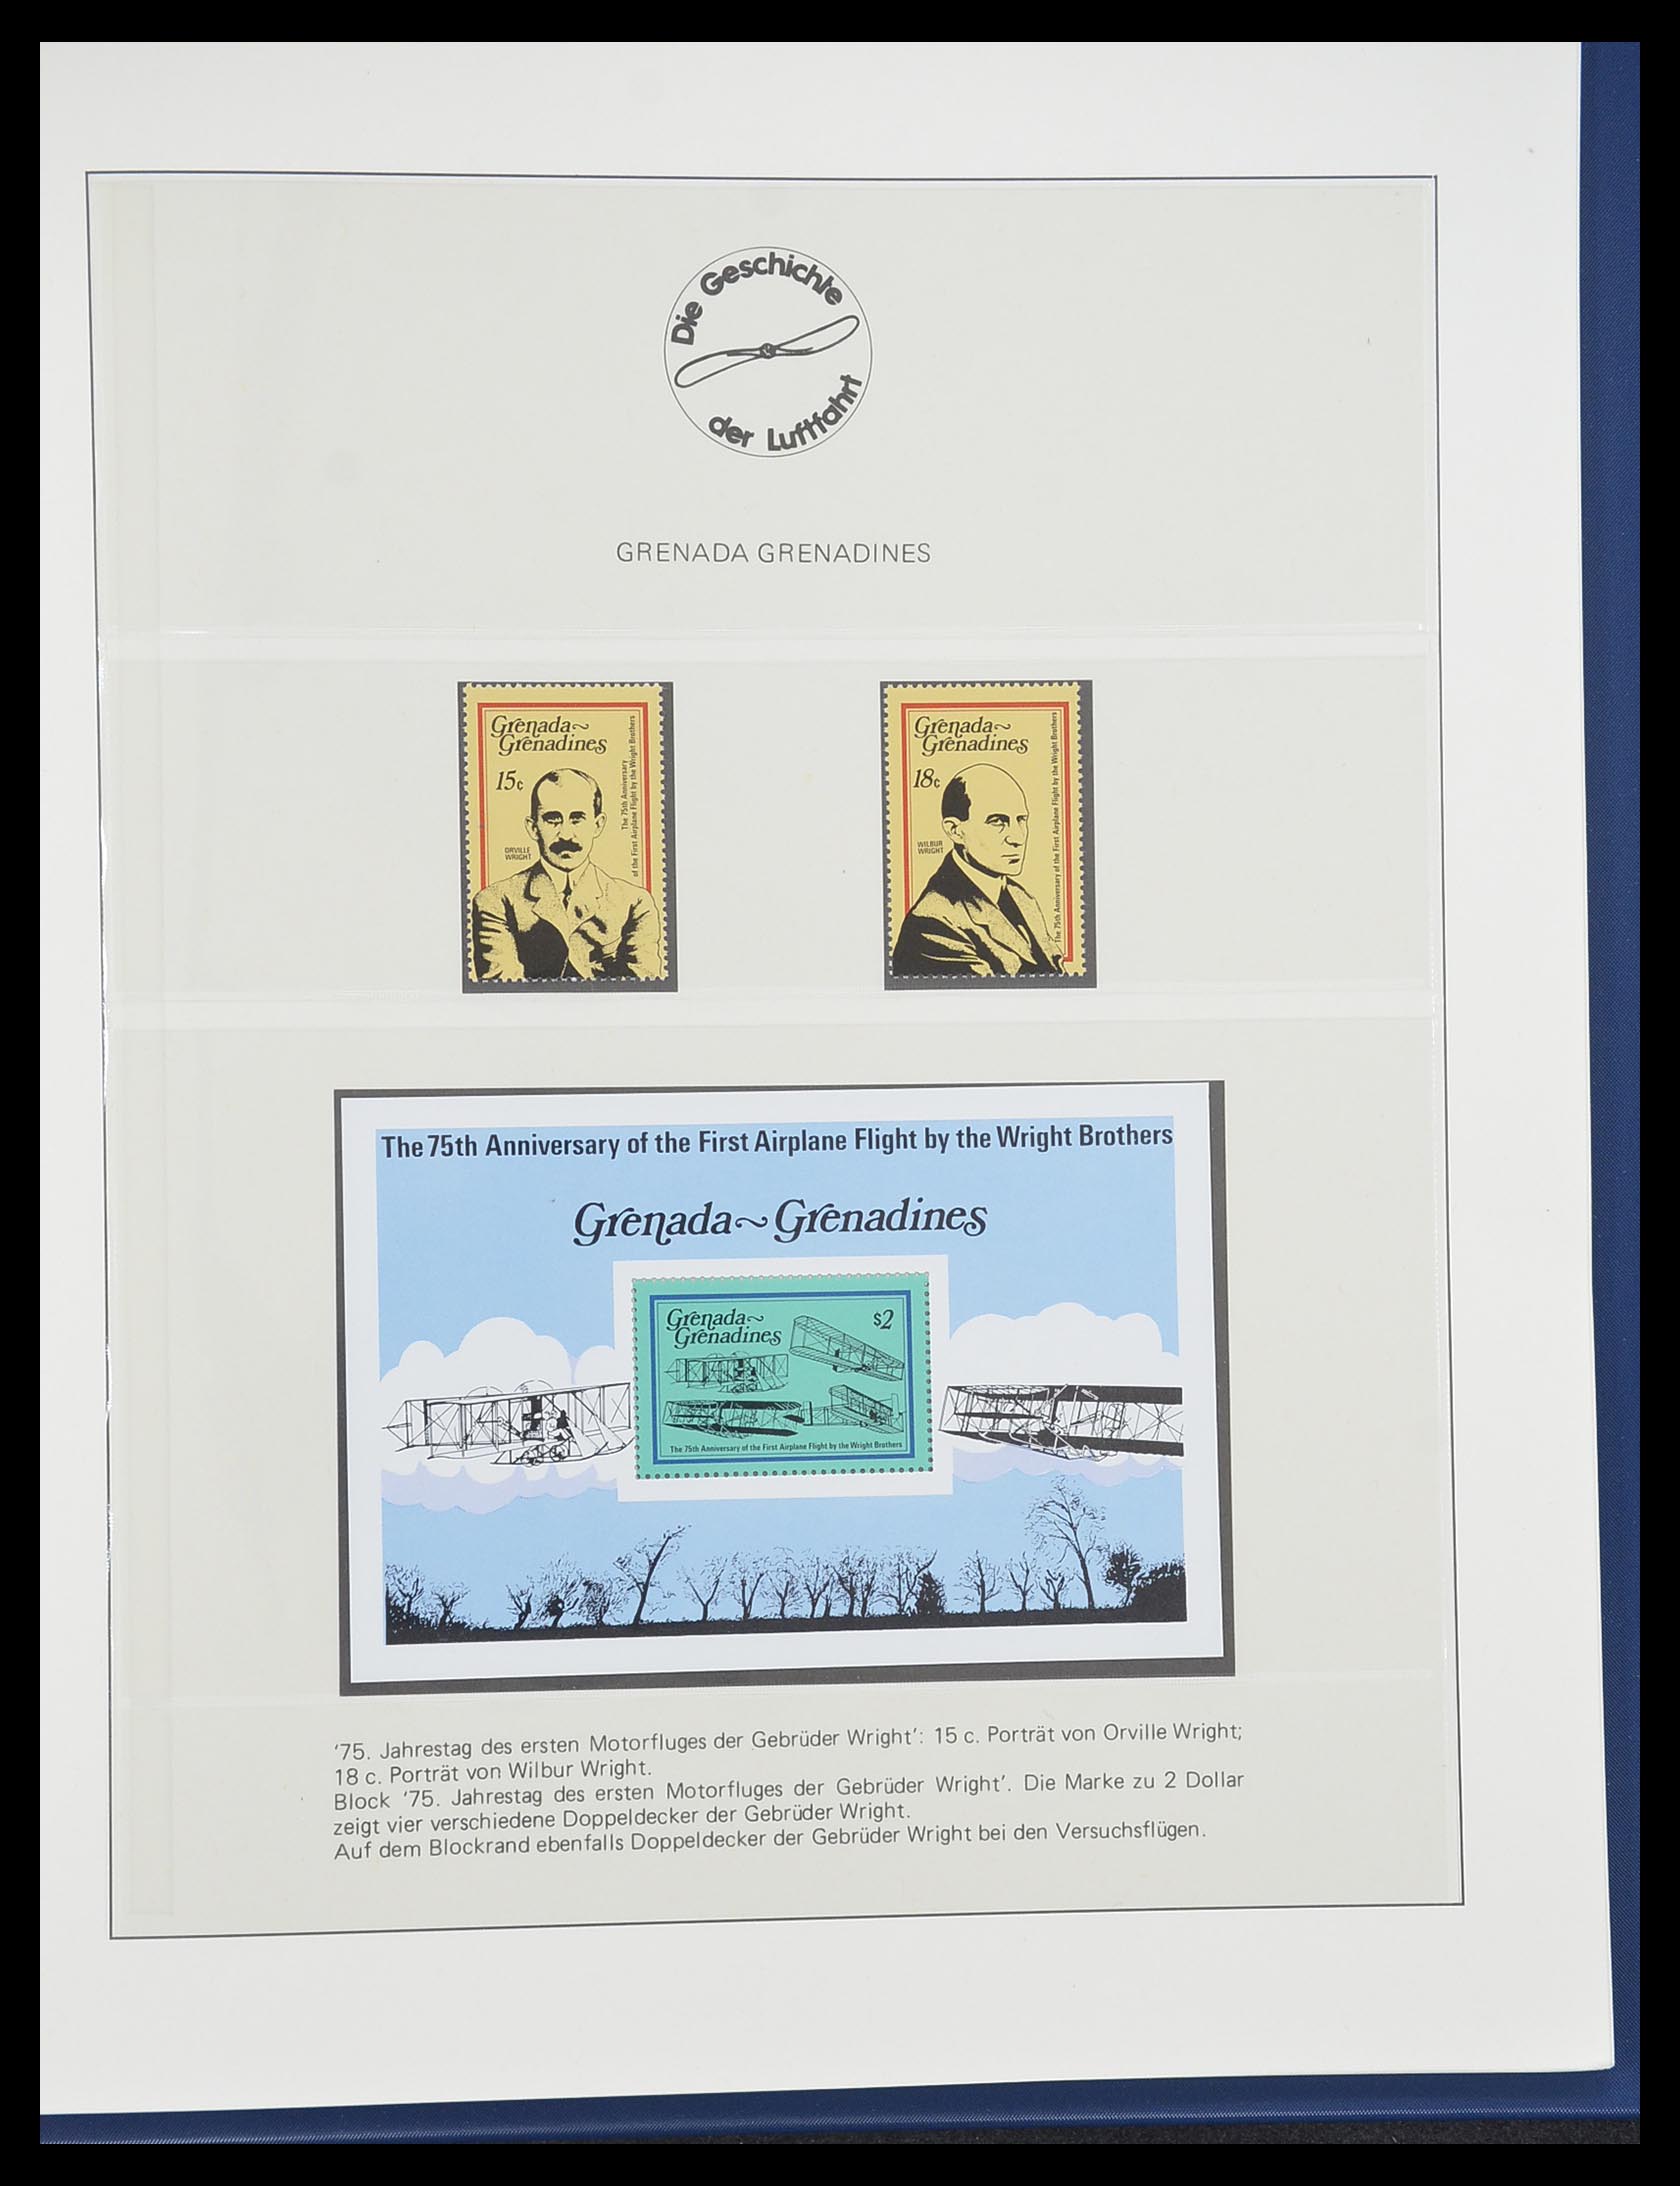 Die Geschichte
der Luftfahrt
GRENADA GRENADINES
Grenada~
Grenadines
15c
ORVILLE
WRIGHT
The 75th Anniversary
of the First Airplane Flight by the Wright Brothers
Grenada~
Grenadines
18c
WILBUR
WRIGHT
The 75th Anniversary of the First Airplane Flight by the Wright Brothers
The 75th Anniversary of the First Airplane Flight by the Wright Brothers
Grenada~Grenadines
Grenada~
Grenadines
$2
The 75th Anniversary of the First Airplane Flight by the Wright Brothers
'75. Jahrestag des ersten Motorfluges der Gebrüder Wright': 15 c. Porträt von Orville Wright;
18 c. Porträt von Wilbur Wright.
Block '75. Jahrestag des ersten Motorfluges der Gebrüder Wright'. Die Marke zu 2 Dollar
zeigt vier verschiedene Doppeldecker der Gebrüder Wright.
Auf dem Blockrand ebenfalls Doppeldecker der Gebrüder Wright bei den Versuchsflügen.